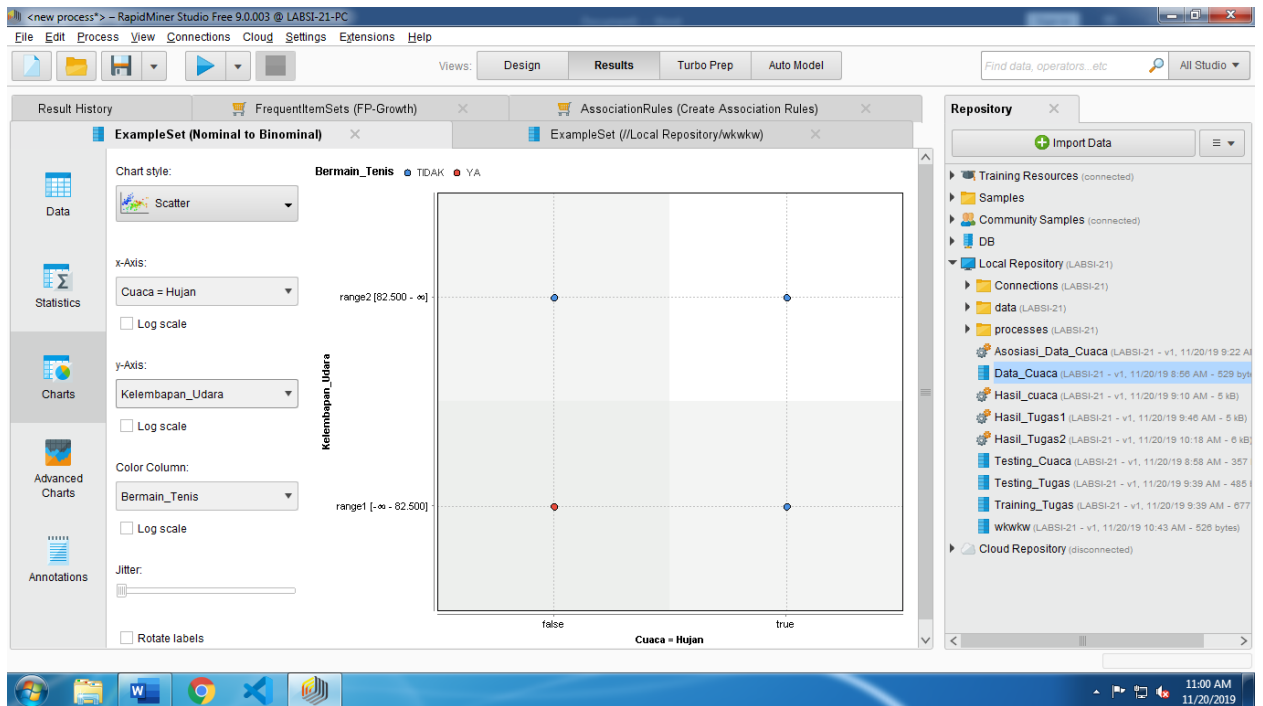 <new process*> – RapidMiner Studio Free 9.0.003 @ LABSI-21-PC
File Edit Process View Connections Cloud Settings Extensions Help
Views: Design Results Turbo Prep Auto Model
Find data, operators...etc
All Studio
Result History
FrequentItemSets (FP-Growth)
AssociationRules (Create Association Rules)
ExampleSet (Nominal to Binominal)
ExampleSet (//Local Repository/wkwkw)
Data
Statistics
Charts
Advanced
Charts
Annotations
Chart style:
Scatter
x-Axis:
Cuaca = Hujan
Log scale
y-Axis:
Kelembapan_Udara
Log scale
Color Column:
Bermain_Tenis
Log scale
Jitter:
Rotate labels
Bermain_Tenis TIDAK YA
range2 [82.500 - ∞]
Kelembapan_Udara
range1 [-∞ - 82.500]
false true
Cuaca = Hujan
Repository
Import Data
Training Resources (connected)
Samples
Community Samples (connected)
DB
Local Repository (LABSI-21)
Connections (LABSI-21)
data (LABSI-21)
processes (LABSI-21)
Asosiasi_Data_Cuaca (LABSI-21 - v1, 11/20/19 9:22 A
Data_Cuaca (LABSI-21 - v1, 11/20/19 8:56 AM - 529 byt
Hasil_cuaca (LABSI-21 - v1, 11/20/19 9:10 AM - 5 kB)
Hasil_Tugas1 (LABSI-21 - v1, 11/20/19 9:46 AM - 5 kB)
Hasil_Tugas2 (LABSI-21 - v1, 11/20/19 10:18 AM - 6 kB)
Testing_Cuaca (LABSI-21 - v1, 11/20/19 8:58 AM - 357
Testing_Tugas (LABSI-21 - v1, 11/20/19 9:39 AM - 485
Training_Tugas (LABSI-21 - v1, 11/20/19 9:39 AM - 677
wkwkw (LABSI-21 - v1, 11/20/19 10:43 AM - 526 bytes)
Cloud Repository (disconnected)
11:00 AM
11/20/2019